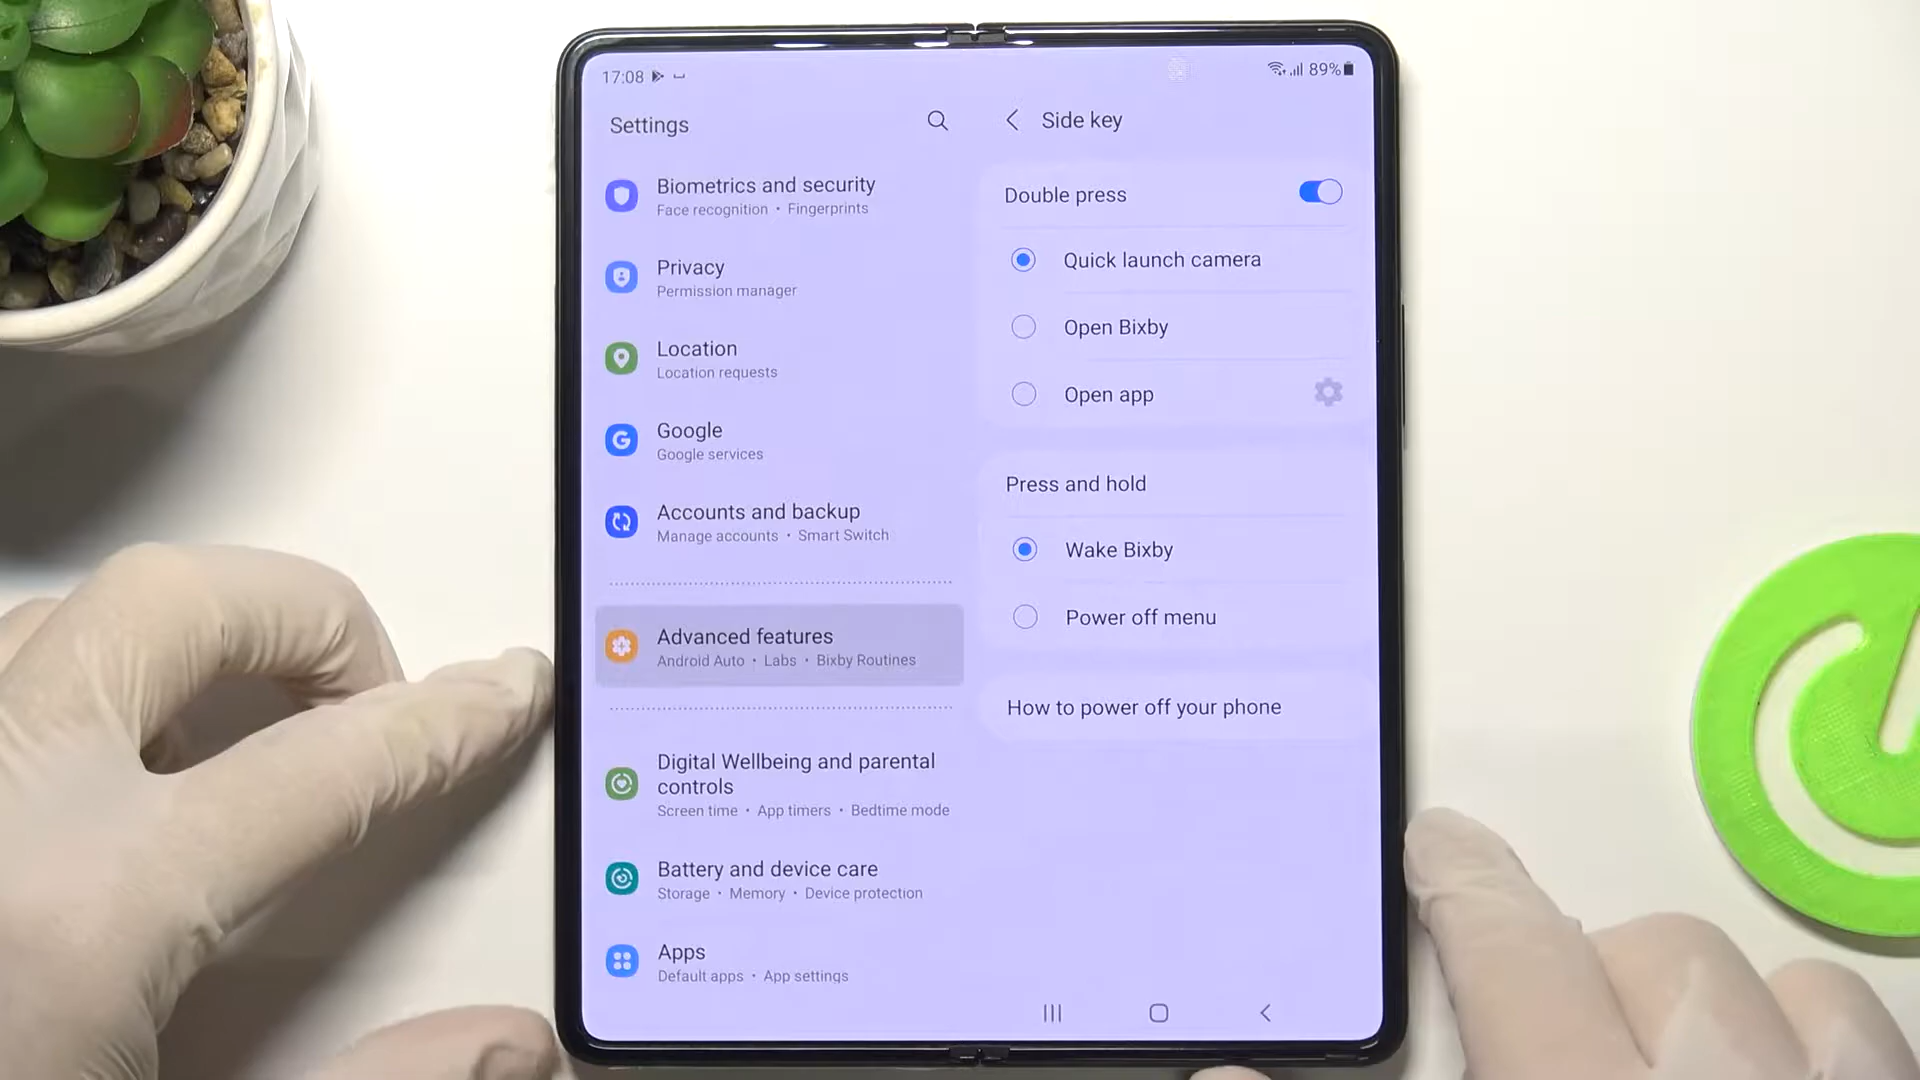 17:08
89%
Settings
Side key
Biometrics and security
Face recognition • Fingerprints
Privacy
Permission manager
Location
Location requests
Google
Google services
Accounts and backup
Manage accounts • Smart Switch
Advanced features
Android Auto • Labs • Bixby Routines
Digital Wellbeing and parental
controls
Screen time • App timers • Bedtime mode
Battery and device care
Storage • Memory • Device protection
Apps
Default apps • App settings
Double press
Quick launch camera
Open Bixby
Open app
Press and hold
Wake Bixby
Power off menu
How to power off your phone